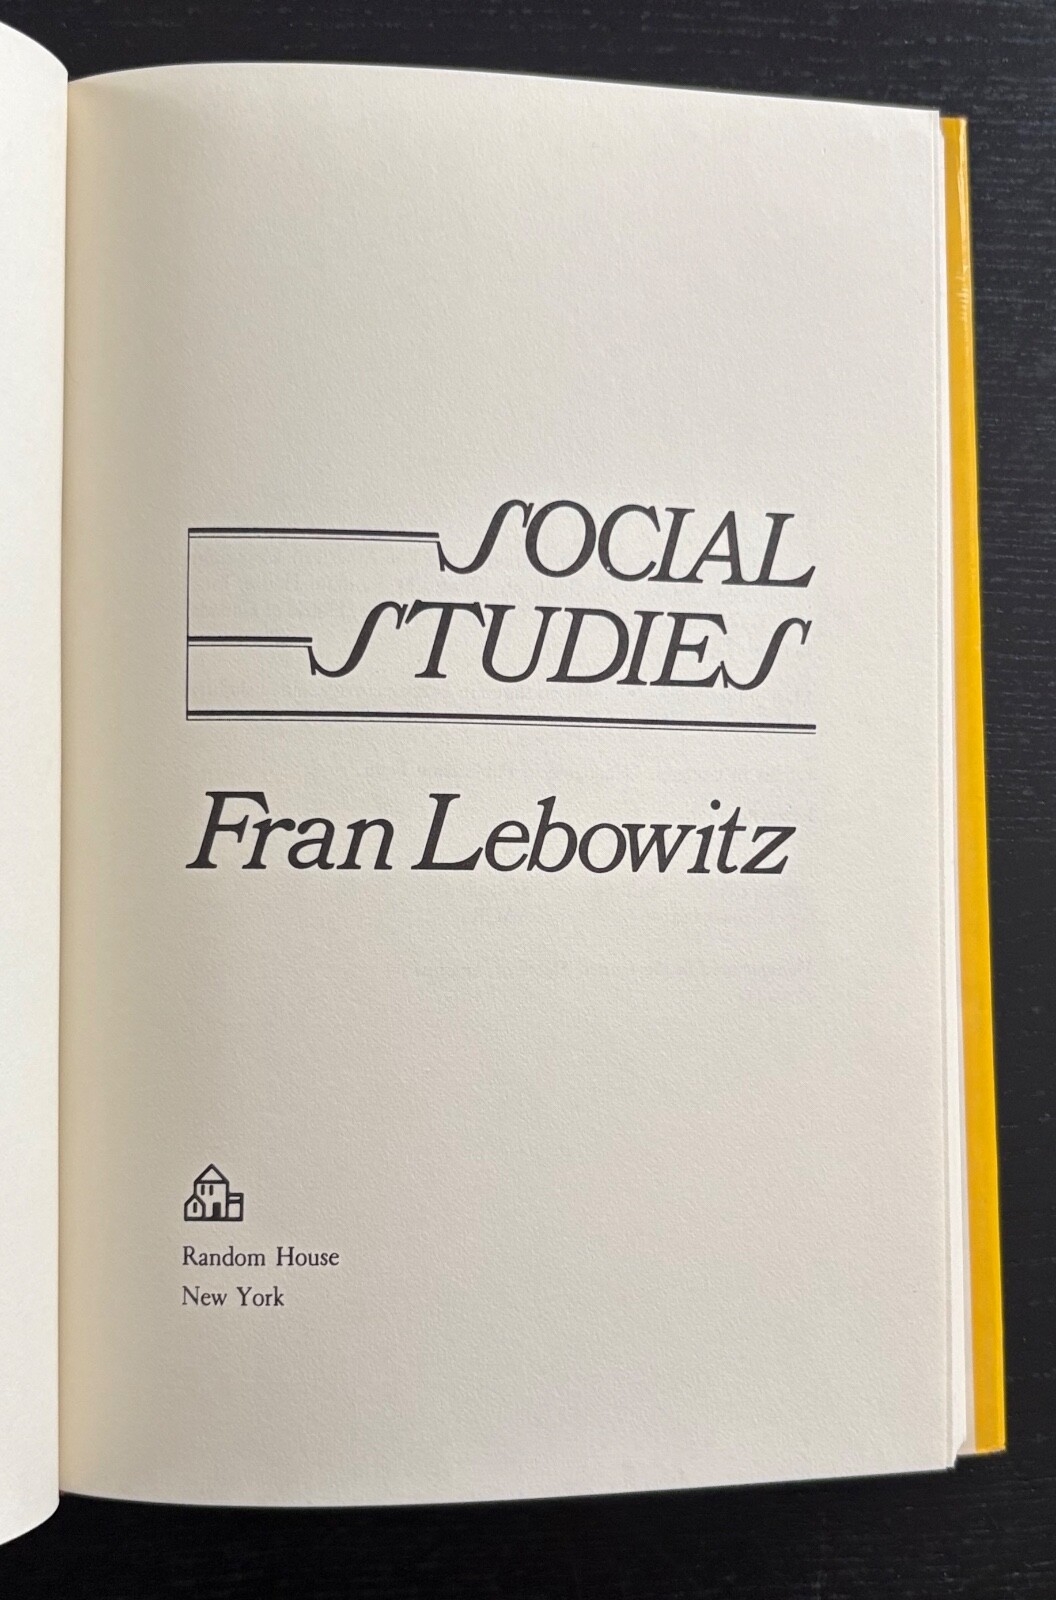 SOCIAL
STUDIES
Fran Lebowitz
Random House
New York